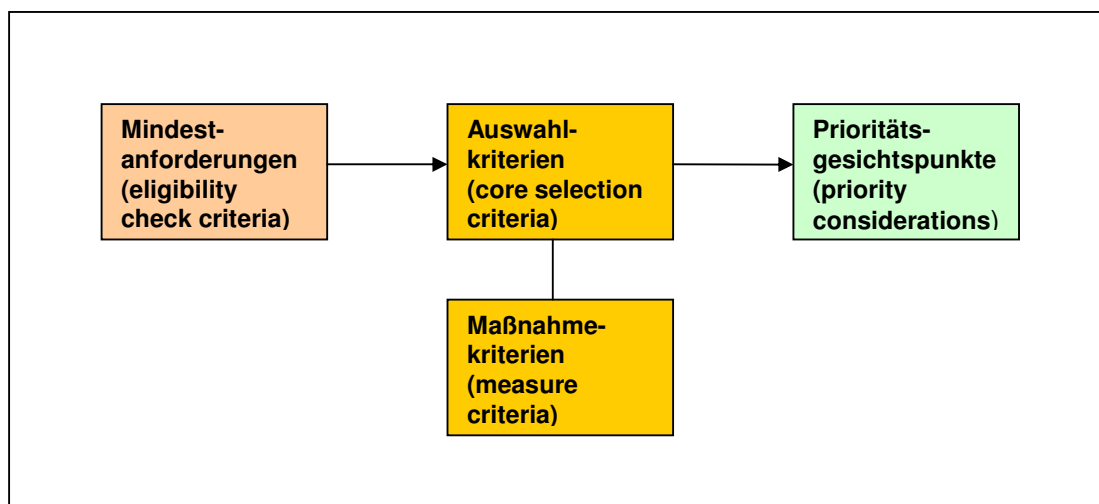 Mindest-
anforderungen
(eligibility
check criteria)
Auswahl-
kriterien
(core selection
criteria)
Prioritäts-
gesichtspunkte
(priority
considerations)
Maßnahme-
kriterien
(measure
criteria)